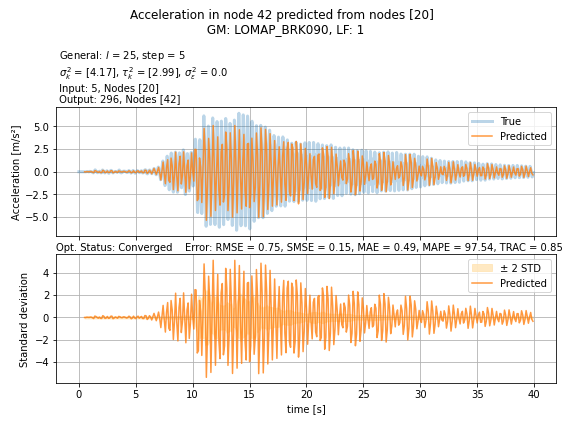 Acceleration in node 42 predicted from nodes [20]
GM: LOMAP_BRK090, LF: 1
General: l = 25, step = 5
σ²ₖ = [4.17], τ²ₖ = [2.99], σ²ε = 0.0
Input: 5, Nodes [20]
Output: 296, Nodes [42]
Acceleration [m/s²]
5.0
2.5
0.0
−2.5
−5.0
True
Predicted
Opt. Status: Converged    Error: RMSE = 0.75, SMSE = 0.15, MAE = 0.49, MAPE = 97.54, TRAC = 0.85
Standard deviation
4
2
0
−2
−4
± 2 STD
Predicted
0 5 10 15 20 25 30 35 40
time [s]